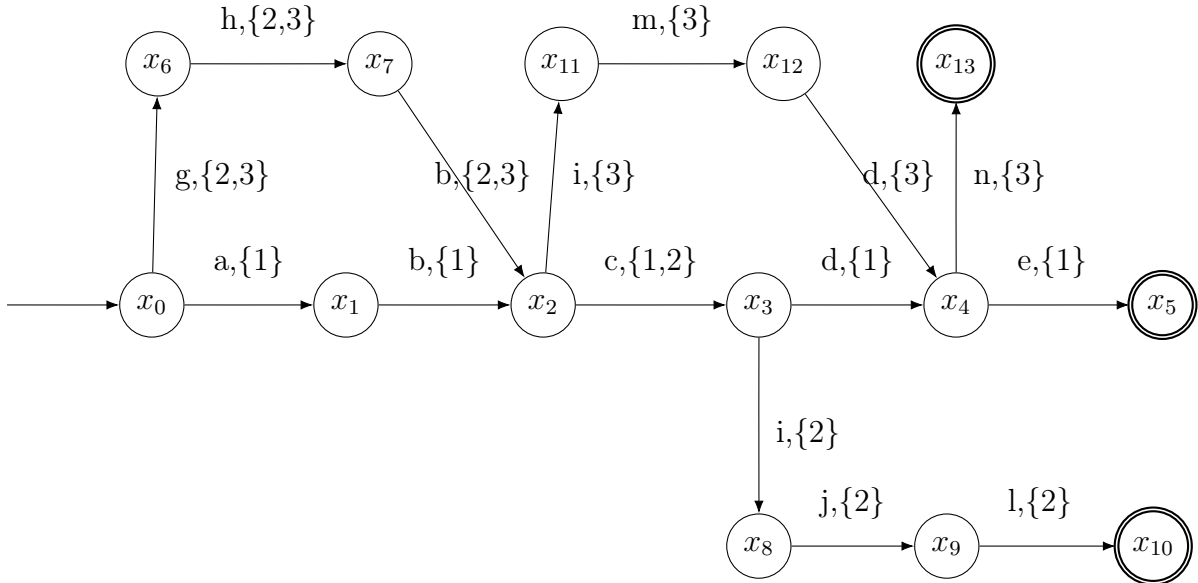 h,{2,3} m,{3}
x₆ x₇ x₁₁ x₁₂ x₁₃
g,{2,3} b,{2,3} i,{3} d,{3} n,{3}
a,{1} b,{1} c,{1,2} d,{1} e,{1}
x₀ x₁ x₂ x₃ x₄ x₅
i,{2}
j,{2} l,{2}
x₈ x₉ x₁₀